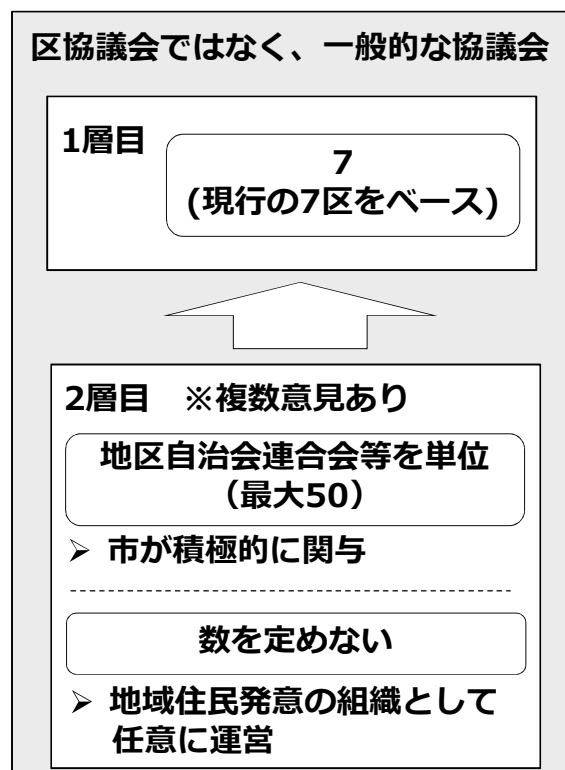 区協議会ではなく、一般的な協議会
1層目
7
(現行の7区をベース)
2層目　※複数意見あり
地区自治会連合会等を単位
（最大50）
➢ 市が積極的に関与
数を定めない
➢ 地域住民発意の組織として
任意に運営